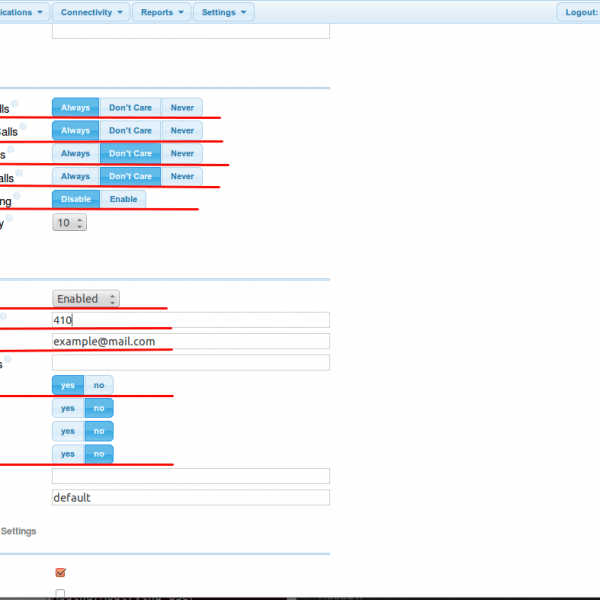 ications Connectivity Reports Settings Logout:
lls Always Don't Care Never
Calls Always Don't Care Never
s Always Don't Care Never
alls Always Don't Care Never
ng Disable Enable
y 10
Enabled
410
example@mail.com
s
yes no
yes no
yes no
yes no
default
Settings